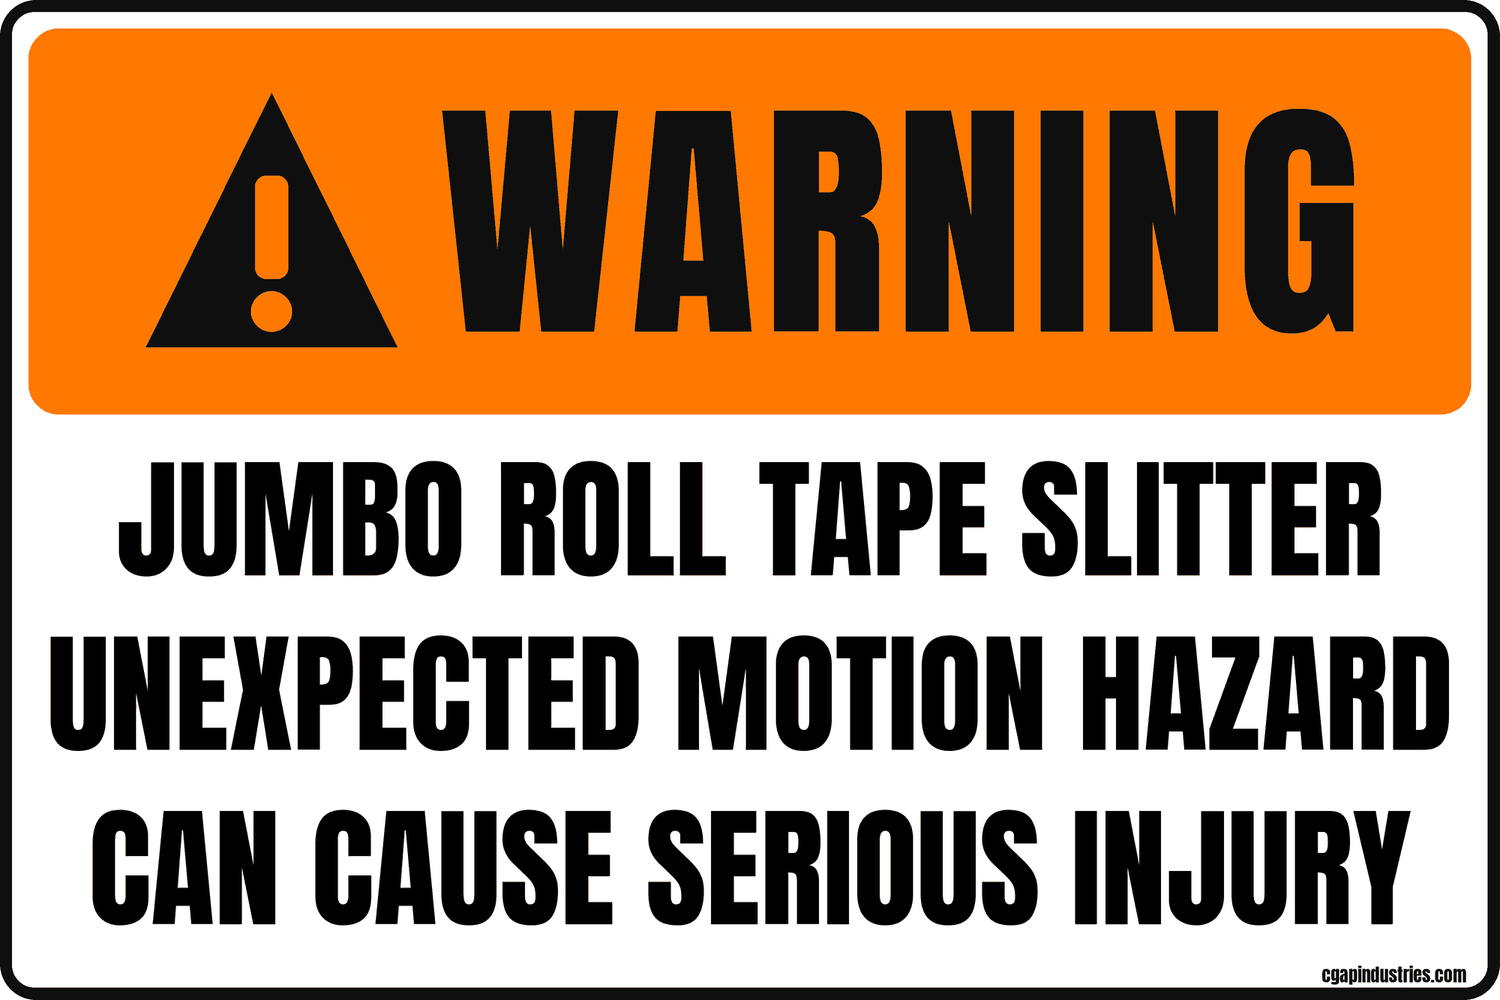 WARNING
JUMBO ROLL TAPE SLITTER
UNEXPECTED MOTION HAZARD
CAN CAUSE SERIOUS INJURY
cgapindustries.com